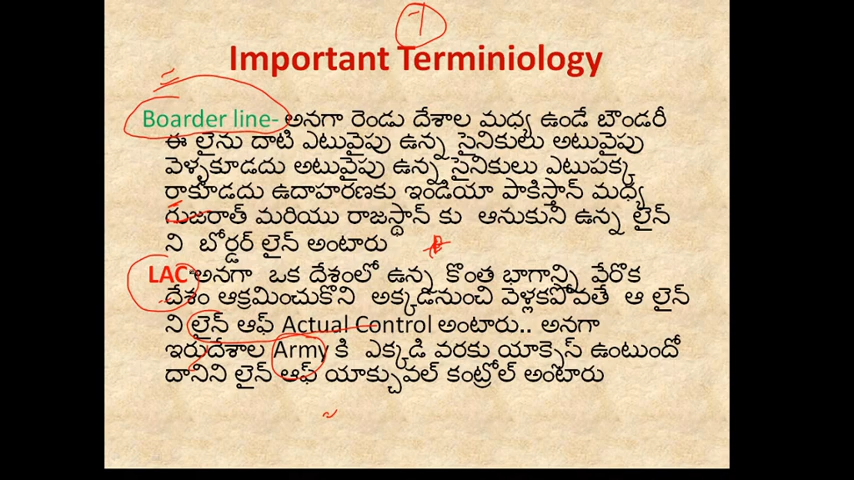 Important Terminiology
Boarder line- అనగా రెండు దేశాల మధ్య ఉండే బౌండరీ
ఈ లైను దాటి ఎటువైపు ఉన్న సైనికులు అటువైపు
వెళ్ళకూడదు అటువైపు ఉన్న సైనికులు ఎటుపక్క
రాకూడదు ఉదాహరణకు ఇండియా పాకిస్తాన్ మధ్య
గుజరాత్ మరియు రాజస్థాన్ కు ఆనుకుని ఉన్న లైన్
ని బోర్డర్ లైన్ అంటారు
LAC అనగా ఒక దేశంలో ఉన్న కొంత భాగాన్ని వేరొక
దేశం ఆక్రమించుకొని అక్కడనుంచి వెళ్లకపోవతే ఆ లైన్
ని లైన్ ఆఫ్ Actual Control అంటారు.. అనగా
ఇరుదేశాల Army కి ఎక్కడి వరకు యాక్సెస్ ఉంటుందో
దానిని లైన్ ఆఫ్ యాక్చువల్ కంట్రోల్ అంటారు